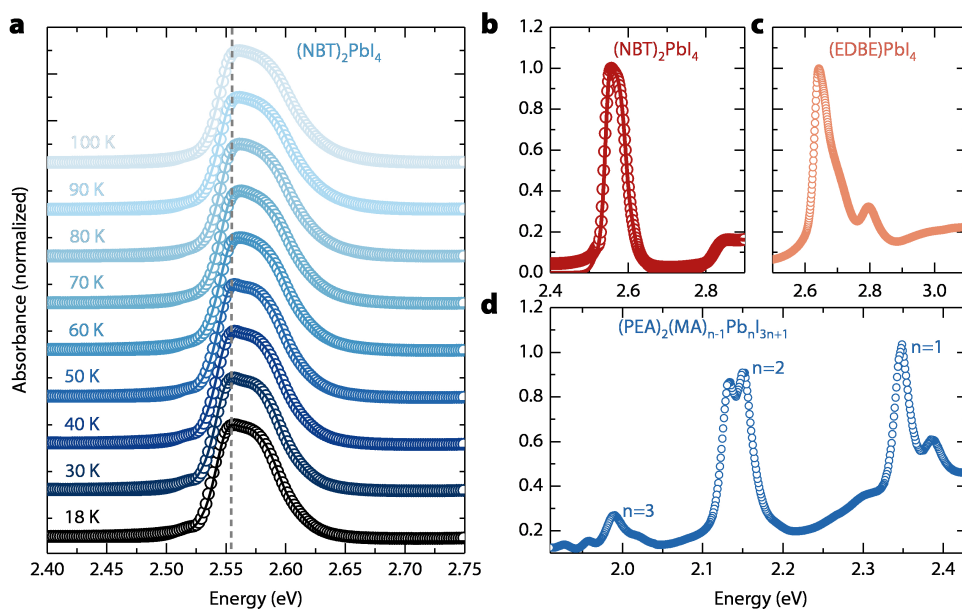 a
(NBT)₂PbI₄
100 K
90 K
80 K
70 K
60 K
50 K
40 K
30 K
18 K
Absorbance (normalized)
2.40 2.45 2.50 2.55 2.60 2.65 2.70 2.75
Energy (eV)
b
(NBT)₂PbI₄
1.2
1.0
0.8
0.6
0.4
0.2
0.0
2.4 2.6 2.8
c
(EDBE)PbI₄
2.6 2.8 3.0
d
(PEA)₂(MA)ₙ₋₁PbₙI₃ₙ₊₁
n=1
n=2
n=3
1.0
0.8
0.6
0.4
0.2
2.0 2.1 2.2 2.3 2.4
Energy (eV)